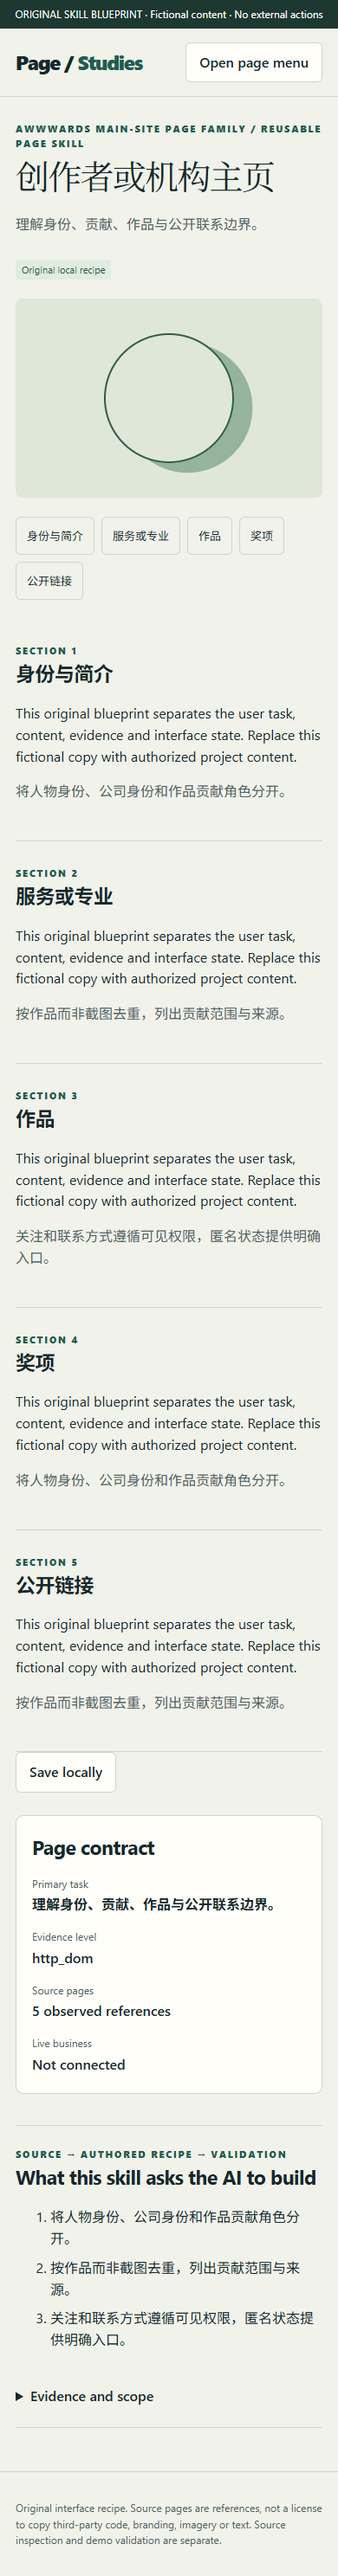 ORIGINAL SKILL BLUEPRINT · Fictional content · No external actions
Page / Studies
Open page menu
AWWWARDS MAIN-SITE PAGE FAMILY / REUSABLE
PAGE SKILL
创作者或机构主页
理解身份、贡献、作品与公开联系边界。
Original local recipe
身份与简介
服务或专业
作品
奖项
公开链接
SECTION 1
身份与简介
This original blueprint separates the user task,
content, evidence and interface state. Replace this
fictional copy with authorized project content.
将人物身份、公司身份和作品贡献角色分开。
SECTION 2
服务或专业
This original blueprint separates the user task,
content, evidence and interface state. Replace this
fictional copy with authorized project content.
按作品而非截图去重，列出贡献范围与来源。
SECTION 3
作品
This original blueprint separates the user task,
content, evidence and interface state. Replace this
fictional copy with authorized project content.
关注和联系方式遵循可见权限，匿名状态提供明确
入口。
SECTION 4
奖项
This original blueprint separates the user task,
content, evidence and interface state. Replace this
fictional copy with authorized project content.
将人物身份、公司身份和作品贡献角色分开。
SECTION 5
公开链接
This original blueprint separates the user task,
content, evidence and interface state. Replace this
fictional copy with authorized project content.
按作品而非截图去重，列出贡献范围与来源。
Save locally
Page contract
Primary task
理解身份、贡献、作品与公开联系边界。
Evidence level
http_dom
Source pages
5 observed references
Live business
Not connected
SOURCE → AUTHORED RECIPE → VALIDATION
What this skill asks the AI to build
1. 将人物身份、公司身份和作品贡献角色分
开。
2. 按作品而非截图去重，列出贡献范围与来
源。
3. 关注和联系方式遵循可见权限，匿名状态提
供明确入口。
▶ Evidence and scope
Original interface recipe. Source pages are references, not a license
to copy third-party code, branding, imagery or text. Source
inspection and demo validation are separate.